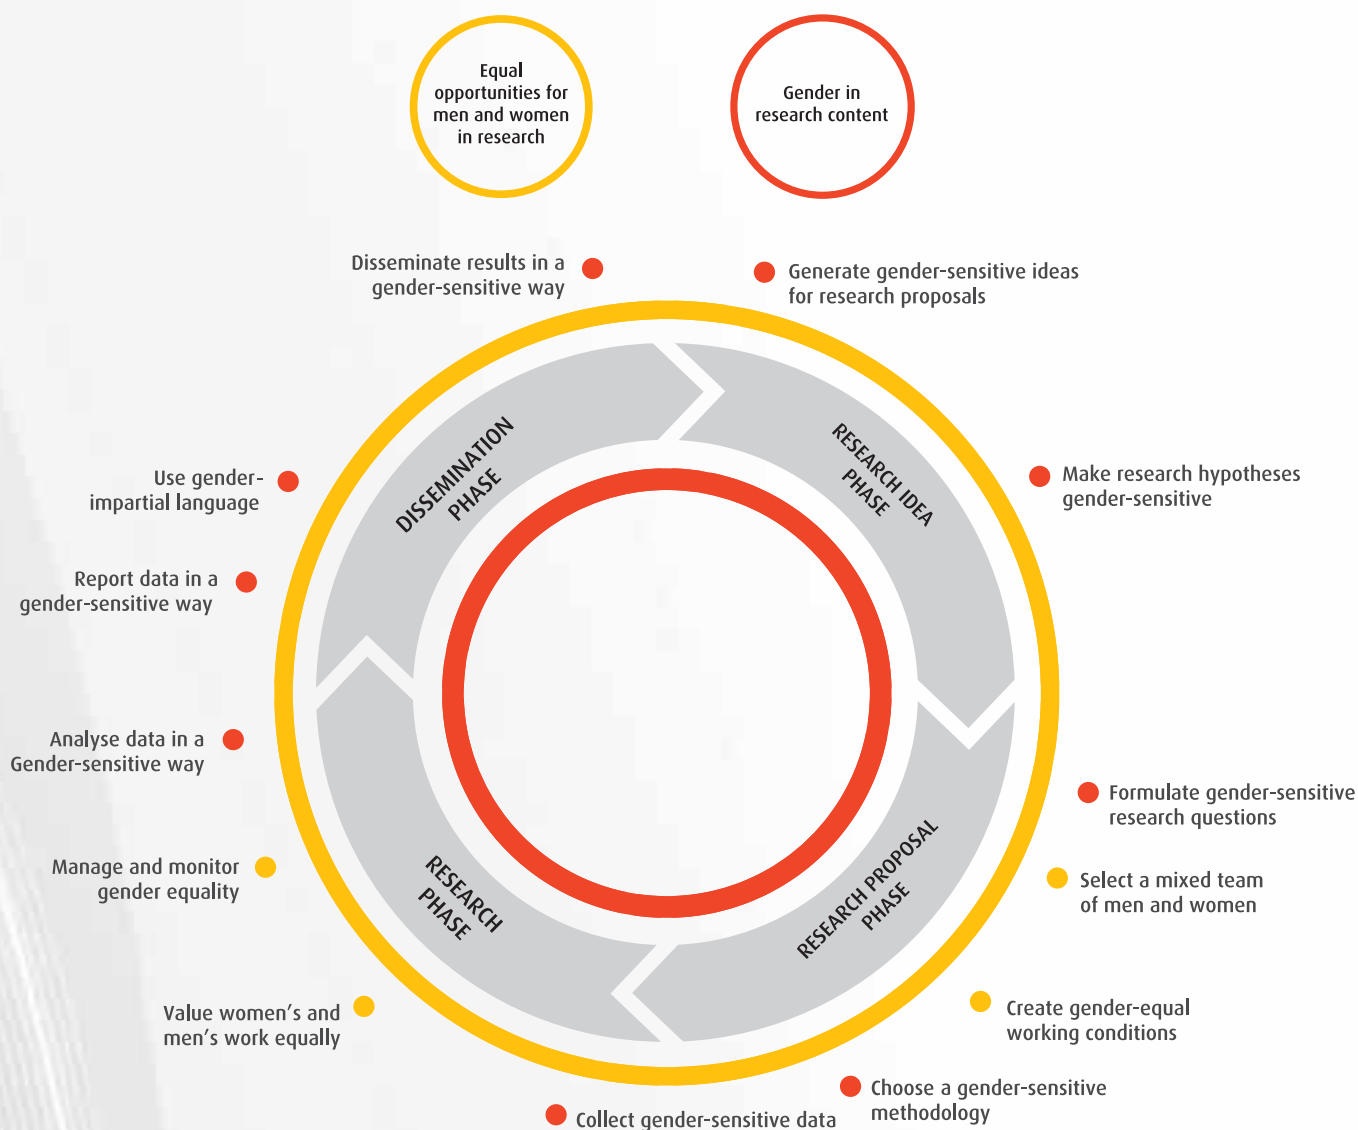 Equal
opportunities for
men and women
in research
Gender in
research content
Disseminate results in a
gender-sensitive way
Generate gender-sensitive ideas
for research proposals
DISSEMINATION
PHASE
RESEARCH IDEA
PHASE
Use gender-
impartial language
Make research hypotheses
gender-sensitive
Report data in a
gender-sensitive way
Analyse data in a
Gender-sensitive way
Formulate gender-sensitive
research questions
Manage and monitor
gender equality
RESEARCH
PHASE
RESEARCH PROPOSAL
PHASE
Select a mixed team
of men and women
Value women's and
men's work equally
Create gender-equal
working conditions
Collect gender-sensitive data
Choose a gender-sensitive
methodology